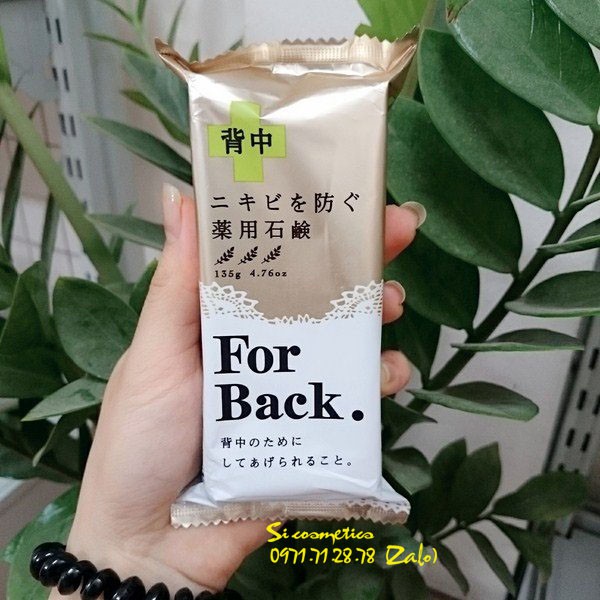 背中
ニキビを防ぐ
薬用石鹸
135g 4.76oz
For
Back.
背中のために
してあげられること。
Si cosmetics
0971.71.28.78 (Zalo)